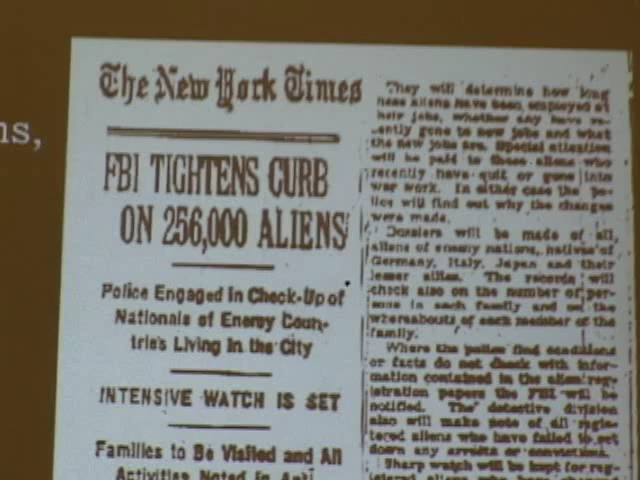 ns,
The New York Times
FBI TIGHTENS CURB
ON 256,000 ALIENS
Police Engaged in Check-Up of
Nationals of Enemy Coun-
trie's Living in the City
INTENSIVE WATCH IS SET
Families to Be Visited and All
Activities Noted in Anti
They will determine how long
these aliens have been employed at
their jobs, whether any have re-
cently gone to new jobs and what
the new jobs are. Special attention
will be paid to those aliens who
recently have quit or gone into
war work. In either case the po-
lice will find out why the changes
were made.
Dossiers will be made of all
aliens of enemy nations, natives of
Germany, Italy, Japan and their
lesser allies. The records will
check also on the number of per-
sons in each family and on the
whereabouts of each member of the
family.
Where the police find conditions
or facts do not check with infor-
mation contained in the alien reg-
istration papers the FBI will be
notified. The detective division
also will make note of all regis-
tered aliens who have failed to set
down any arrests or convictions.
Sharp watch will be kept for reg-
istered aliens who have changed